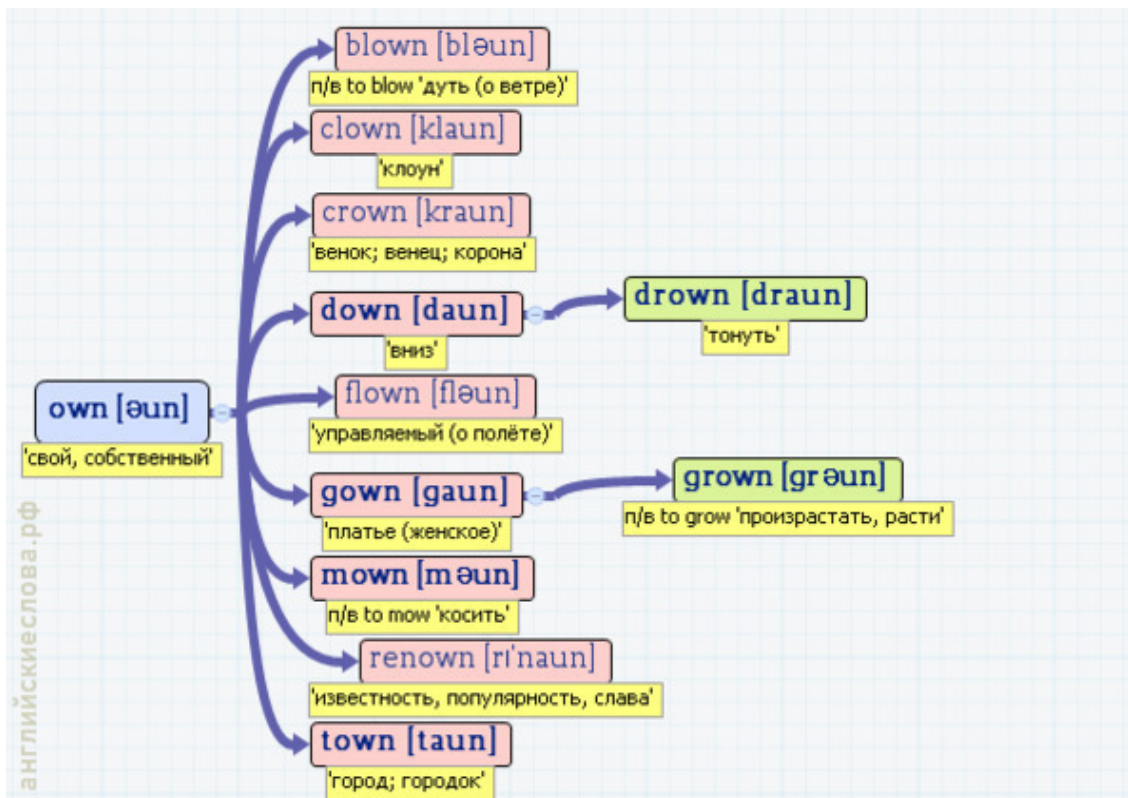 blown [bləun]
п/в to blow 'дуть (о ветре)'
clown [klaun]
'клоун'
crown [kraun]
'венок; венец; корона'
down [daun]
'вниз'
drown [draun]
'тонуть'
own [əun]
'свой, собственный'
flown [fləun]
'управляемый (о полёте)'
gown [gaun]
'платье (женское)'
grown [grəun]
п/в to grow 'произрастать, расти'
mown [məun]
п/в to mow 'косить'
renown [rı'naun]
'известность, популярность, слава'
town [taun]
'город; городок'
английскиеслова.рф